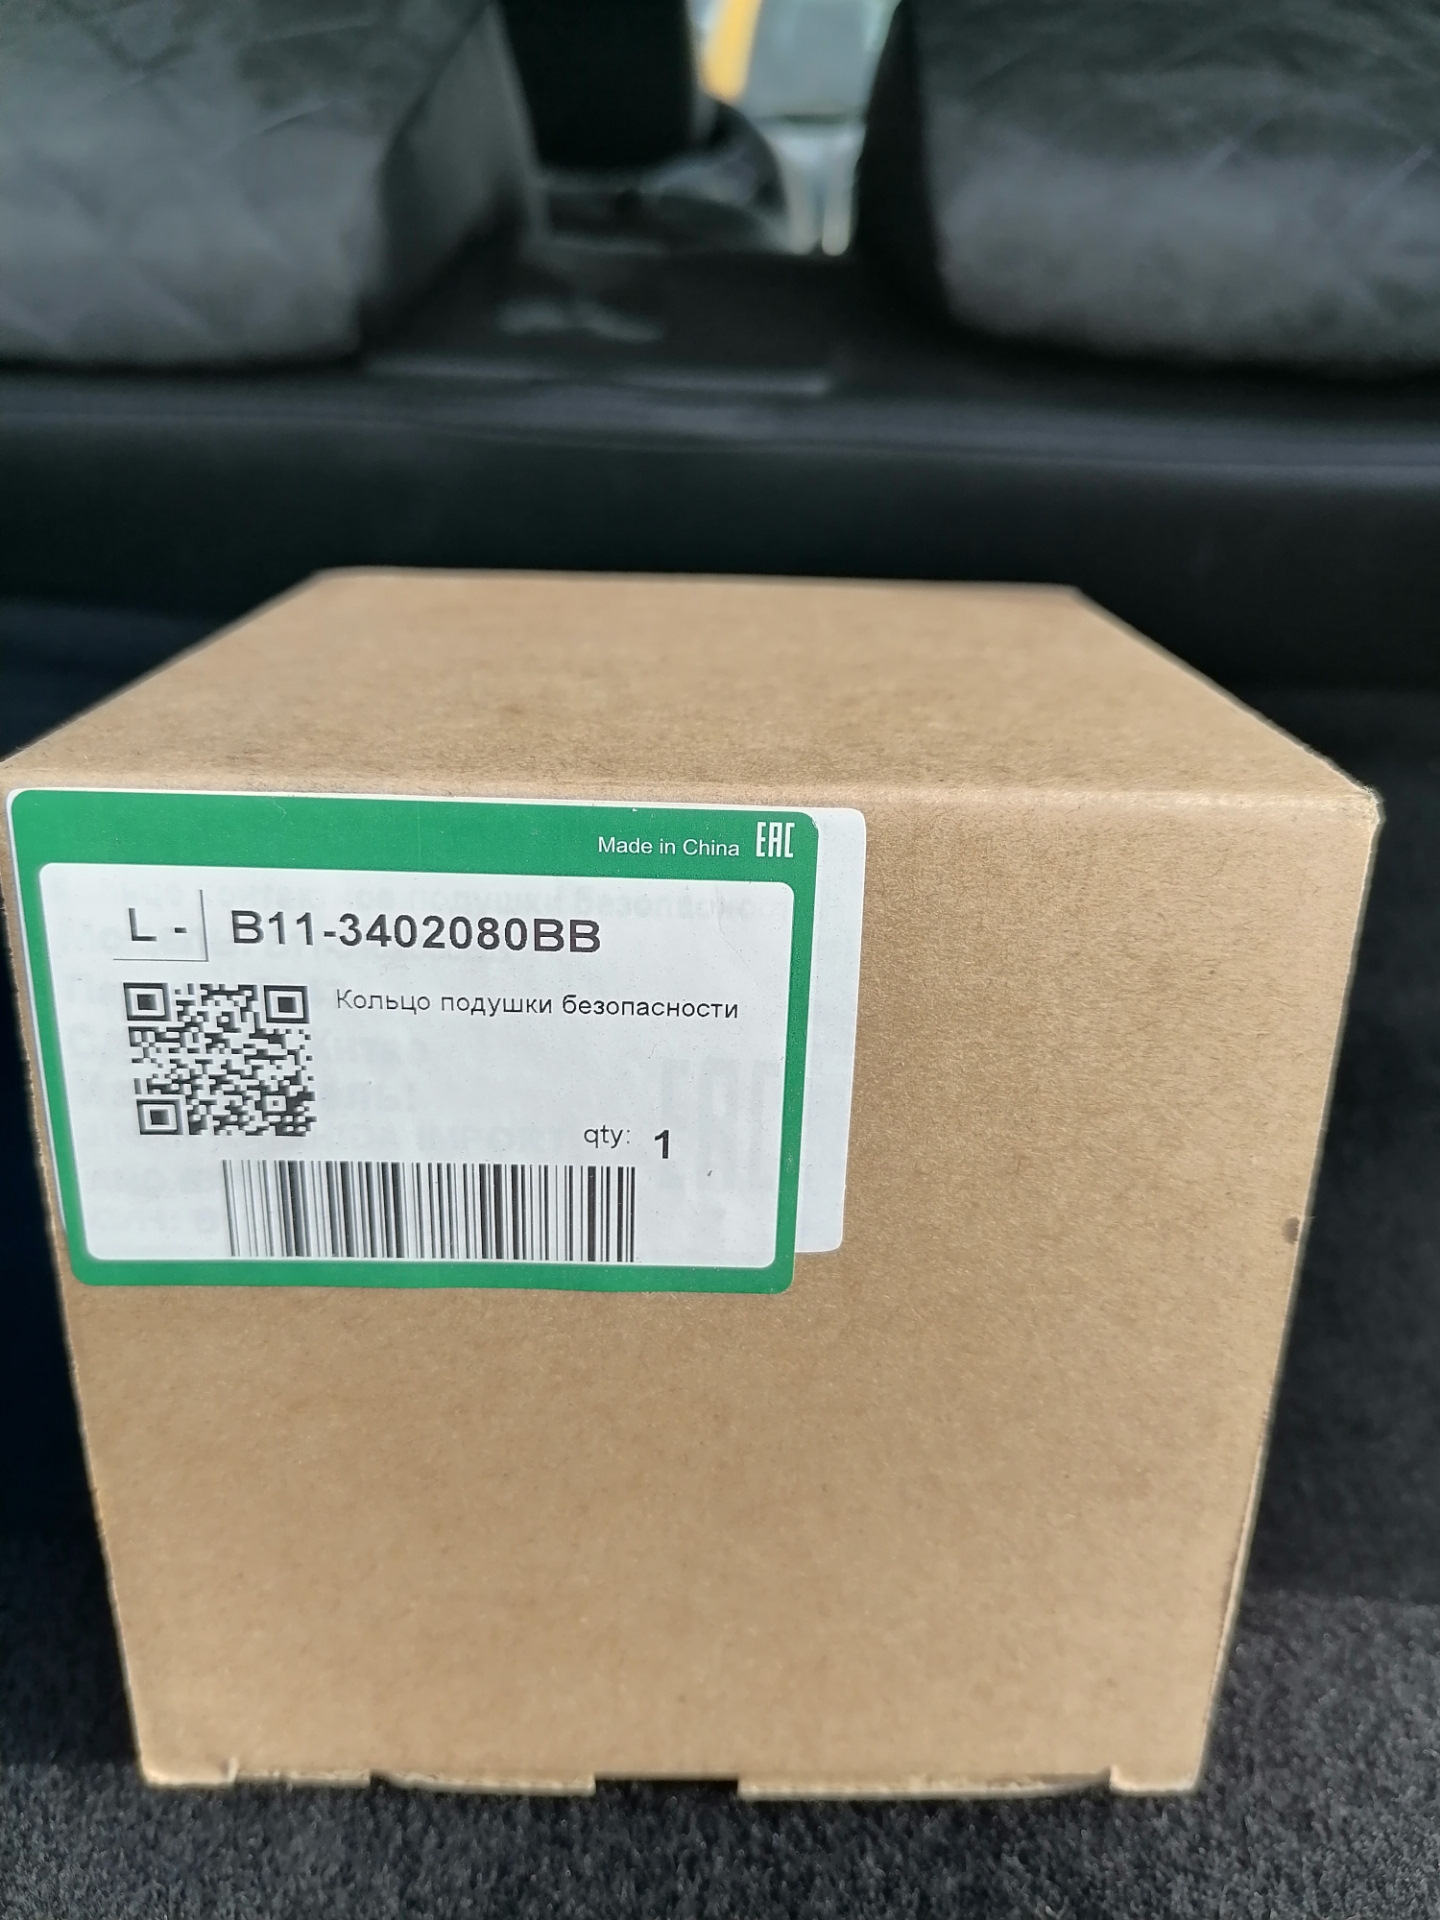 Made in China EAC
L - B11-3402080BB
Кольцо подушки безопасности
qty: 1